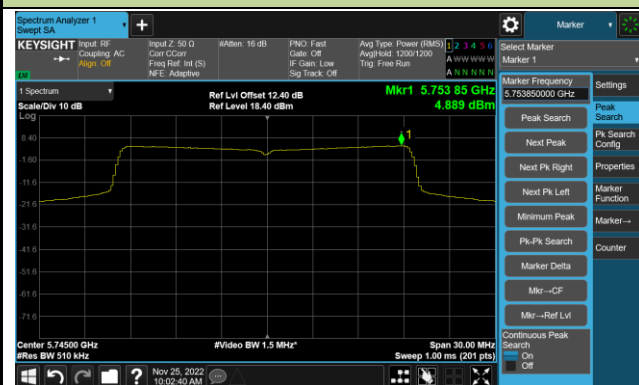 Spectrum Analyzer 1
Swept SA
Marker
KEYSIGHT
Input: RF
Coupling: AC
Align: Off
Input Z: 50 Ω
Corr CCorr
Freq Ref: Int (S)
NFE: Adaptive
#Atten: 16 dB
PNO: Fast
Gate: Off
IF Gain: Low
Sig Track: Off
Avg Type: Power (RMS)
Avg|Hold: 1200/1200
Trig: Free Run
1 2 3 4 5 6
A W W W W W
A N N N N N
Select Marker
Marker 1
1 Spectrum
Scale/Div 10 dB
Log
Ref Lvl Offset 12.40 dB
Ref Level 18.40 dBm
Mkr1 5.753 85 GHz
4.889 dBm
1
8.40
-1.60
-11.6
-21.6
-31.6
-41.6
-51.6
-61.6
-71.6
Center 5.74500 GHz
#Res BW 510 kHz
#Video BW 1.5 MHz*
Span 30.00 MHz
Sweep 1.00 ms (201 pts)
Marker Frequency
5.753850000 GHz
Peak Search
Next Peak
Next Pk Right
Next Pk Left
Minimum Peak
Pk-Pk Search
Marker Delta
Mkr→CF
Mkr→Ref Lvl
Continuous Peak
Search
On
Off
Settings
Peak
Search
Pk Search
Config
Properties
Marker
Function
Marker→
Counter
?
Nov 25, 2022
10:02:40 AM